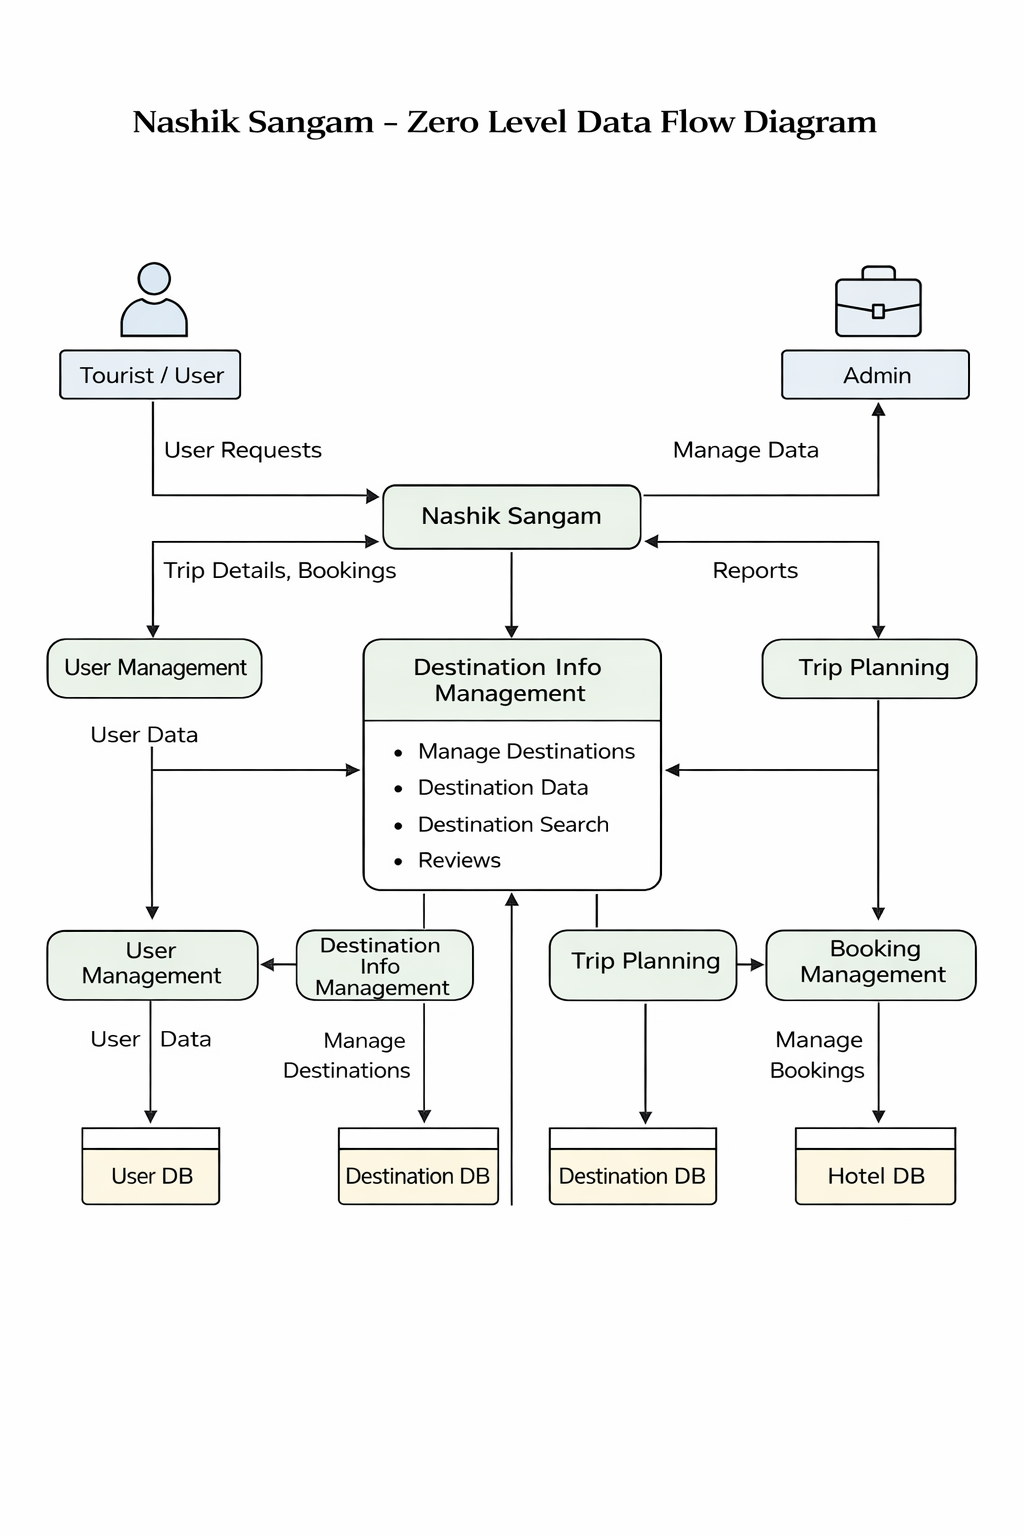 Nashik Sangam – Zero Level Data Flow Diagram
Tourist / User
Admin
User Requests
Manage Data
Nashik Sangam
Trip Details, Bookings
Reports
User Management
Destination Info
Management
Trip Planning
User Data
• Manage Destinations
• Destination Data
• Destination Search
• Reviews
User
Management
Destination
Info
Management
Trip Planning
Booking
Management
User Data
Manage
Destinations
Manage
Bookings
User DB
Destination DB
Destination DB
Hotel DB